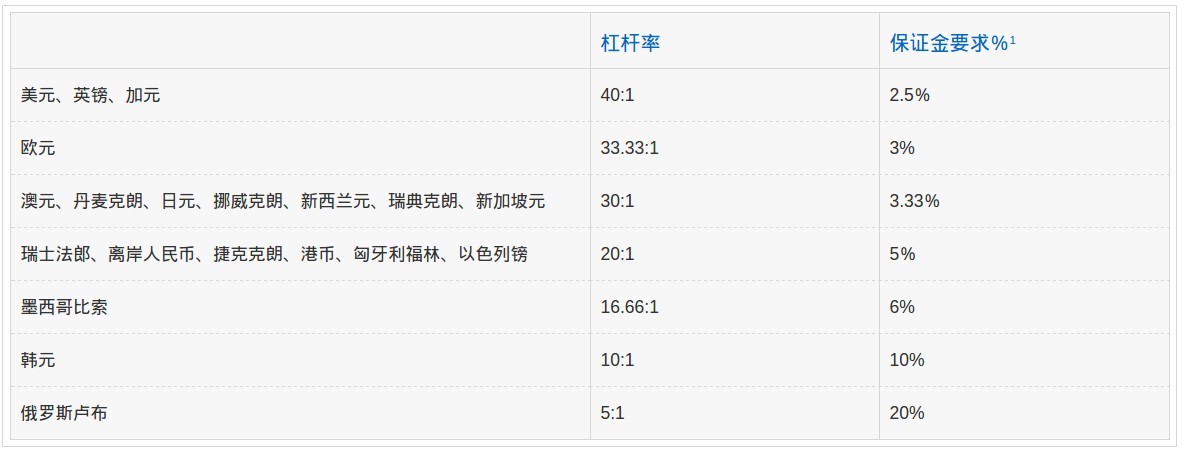 杠杆率 保证金要求%¹
美元、英镑、加元 40:1 2.5%
欧元 33.33:1 3%
澳元、丹麦克朗、日元、挪威克朗、新西兰元、瑞典克朗、新加坡元 30:1 3.33%
瑞士法郎、离岸人民币、捷克克朗、港币、匈牙利福林、以色列镑 20:1 5%
墨西哥比索 16.66:1 6%
韩元 10:1 10%
俄罗斯卢布 5:1 20%